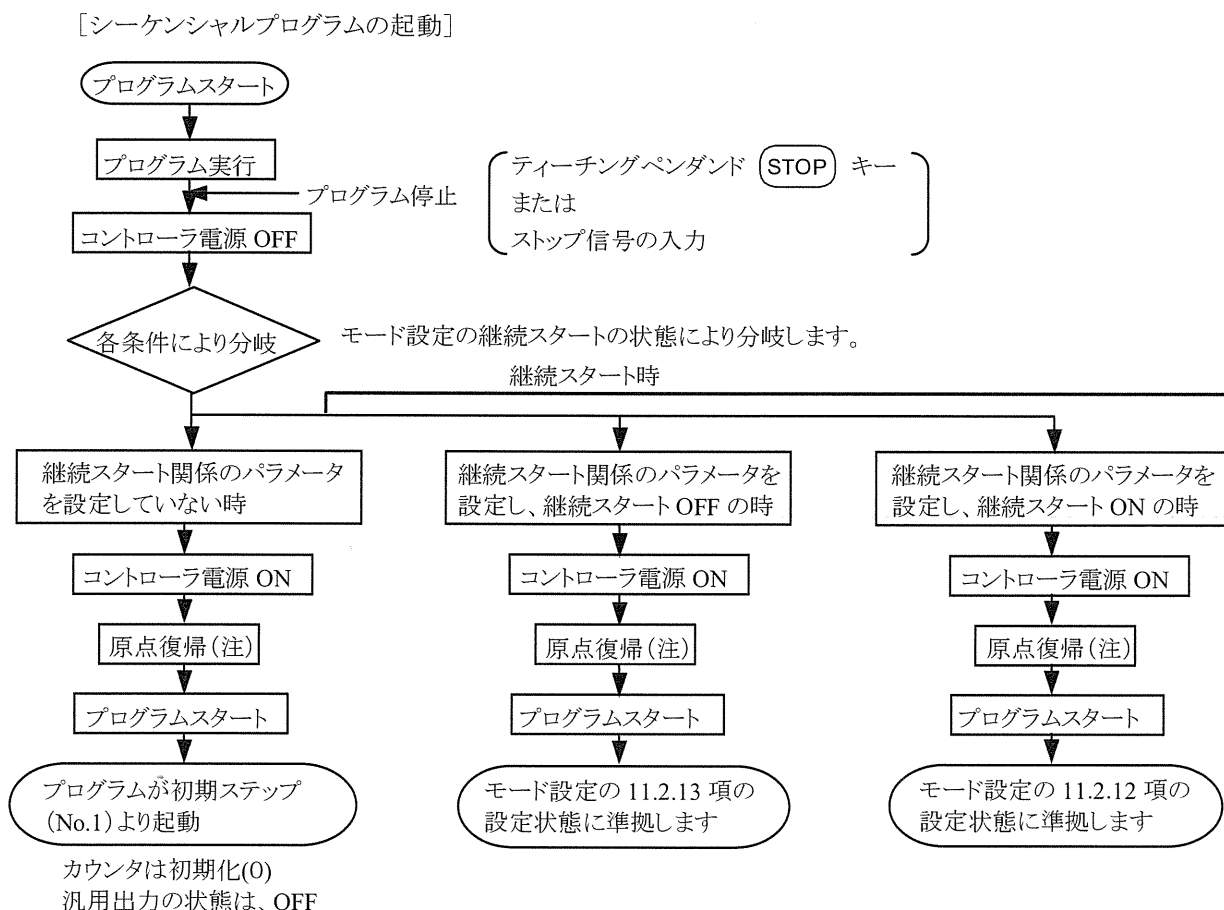 ［シーケンシャルプログラムの起動］
プログラムスタート
プログラム実行
プログラム停止
ティーチングペンダンド STOP キー
または
ストップ信号の入力
コントローラ電源 OFF
各条件により分岐
モード設定の継続スタートの状態により分岐します。
継続スタート時
継続スタート関係のパラメータ
を設定していない時
コントローラ電源 ON
原点復帰（注）
プログラムスタート
プログラムが初期ステップ
（No.1）より起動
カウンタは初期化(0)
汎用出力の状態は、OFF
継続スタート関係のパラメータを
設定し、継続スタート OFF の時
コントローラ電源 ON
原点復帰（注）
プログラムスタート
モード設定の 11.2.13 項の
設定状態に準拠します
継続スタート関係のパラメータを
設定し、継続スタート ON の時
コントローラ電源 ON
原点復帰（注）
プログラムスタート
モード設定の 11.2.12 項の
設定状態に準拠します